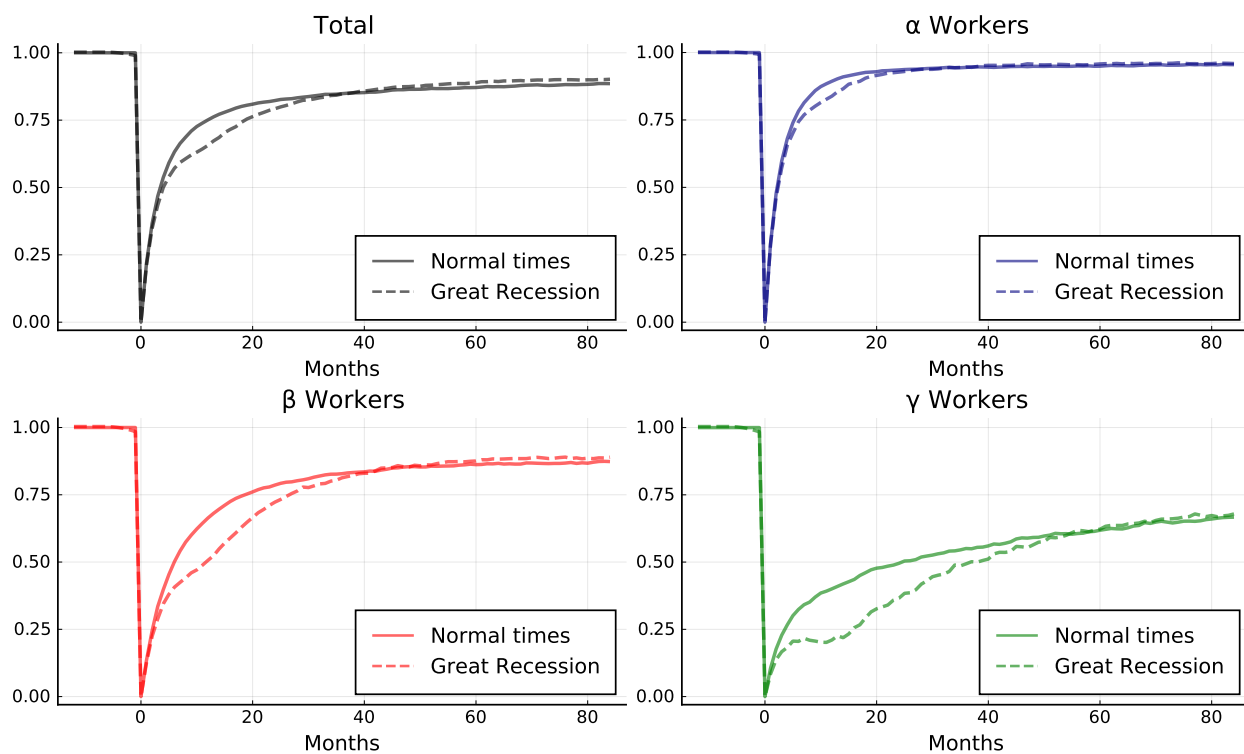 Total
1.00
0.75
0.50
0.25
0.00
Normal times
Great Recession
0 20 40 60 80
Months
α Workers
1.00
0.75
0.50
0.25
0.00
Normal times
Great Recession
0 20 40 60 80
Months
β Workers
1.00
0.75
0.50
0.25
0.00
Normal times
Great Recession
0 20 40 60 80
Months
γ Workers
1.00
0.75
0.50
0.25
0.00
Normal times
Great Recession
0 20 40 60 80
Months